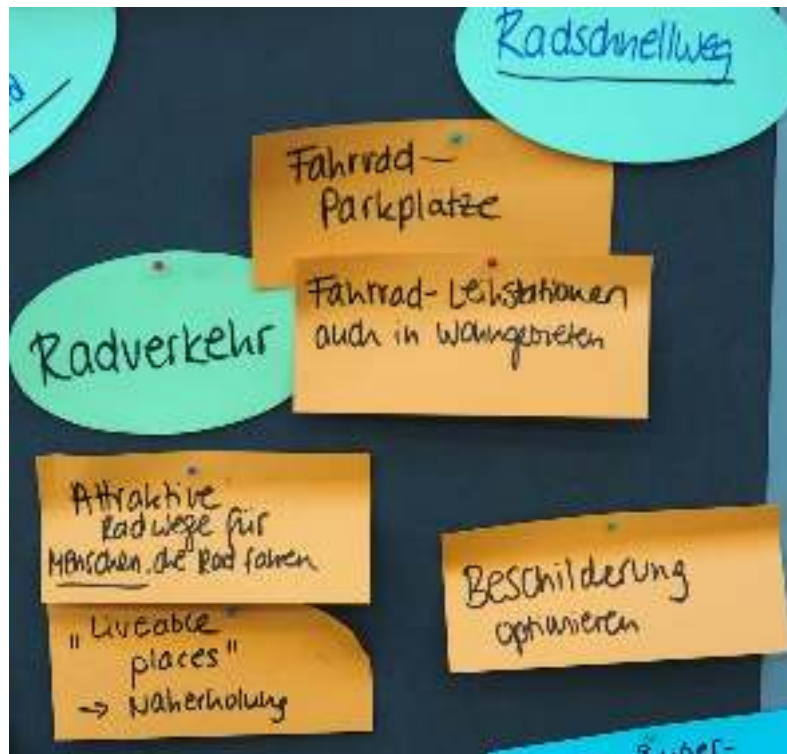 Radschnellweg
Fahrrad-
Parkplätze
Fahrrad-Leihstationen
auch in Wohngebieten
Radverkehr
Attraktive
Radwege für
Menschen, die Rad fahren
"Liveable
places"
→ Naherholung
Beschilderung
optimieren